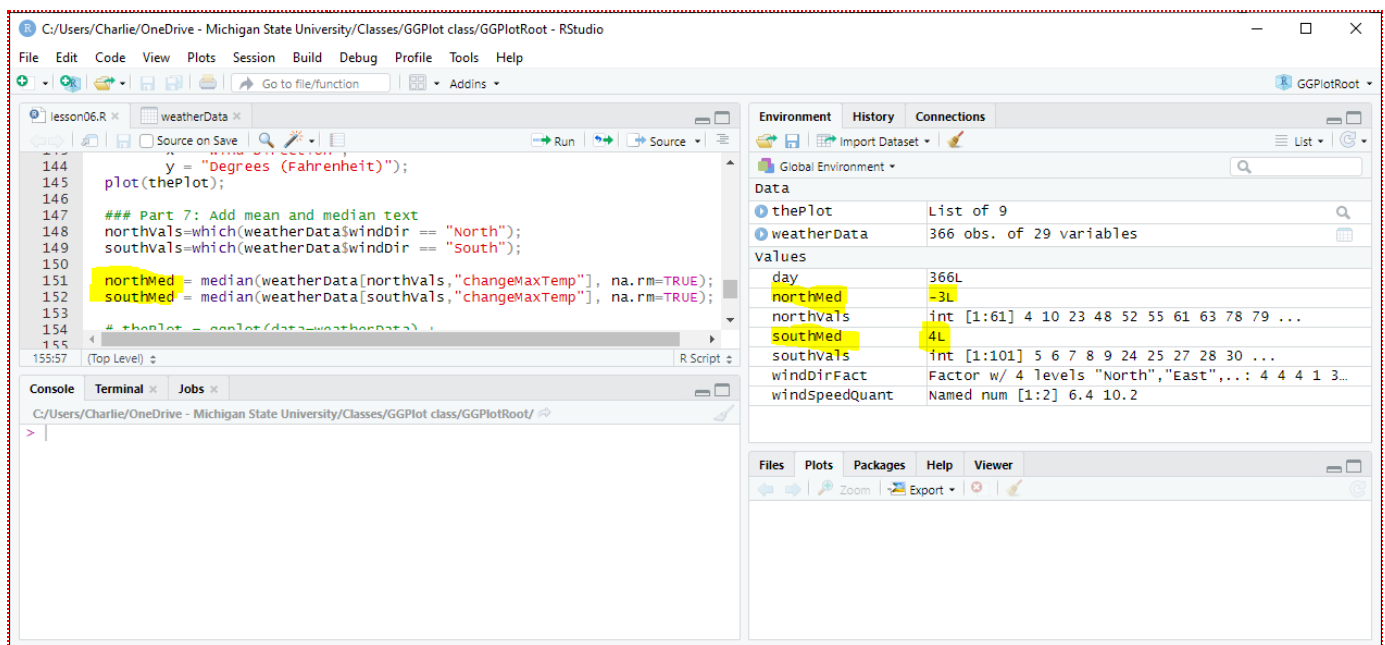 C:/Users/Charlie/OneDrive - Michigan State University/Classes/GGPlot class/GGPlotRoot - RStudio
File Edit Code View Plots Session Build Debug Profile Tools Help
Go to file/function Addins GGPlotRoot
lesson06.R weatherData
Source on Save Run Source
144 y = "Degrees (Fahrenheit)");
145 plot(thePlot);
146
147 ### Part 7: Add mean and median text
148 northVals=which(weatherData$windDir == "North");
149 southVals=which(weatherData$windDir == "South");
150
151 northMed = median(weatherData[northVals,"changeMaxTemp"], na.rm=TRUE);
152 southMed = median(weatherData[southVals,"changeMaxTemp"], na.rm=TRUE);
153
154 # thePlot = ggplot(data=weatherData) +
155
155:57 (Top Level) R Script
Console Terminal Jobs
C:/Users/Charlie/OneDrive - Michigan State University/Classes/GGPlot class/GGPlotRoot/
>
Environment History Connections
Import Dataset List
Global Environment
Data
thePlot List of 9
weatherData 366 obs. of 29 variables
Values
day 366L
northMed -3L
northVals int [1:61] 4 10 23 48 52 55 61 63 78 79 ...
southMed 4L
southVals int [1:101] 5 6 7 8 9 24 25 27 28 30 ...
windDirFact Factor w/ 4 levels "North","East",..: 4 4 4 1 3…
windSpeedQuant Named num [1:2] 6.4 10.2
Files Plots Packages Help Viewer
Zoom Export